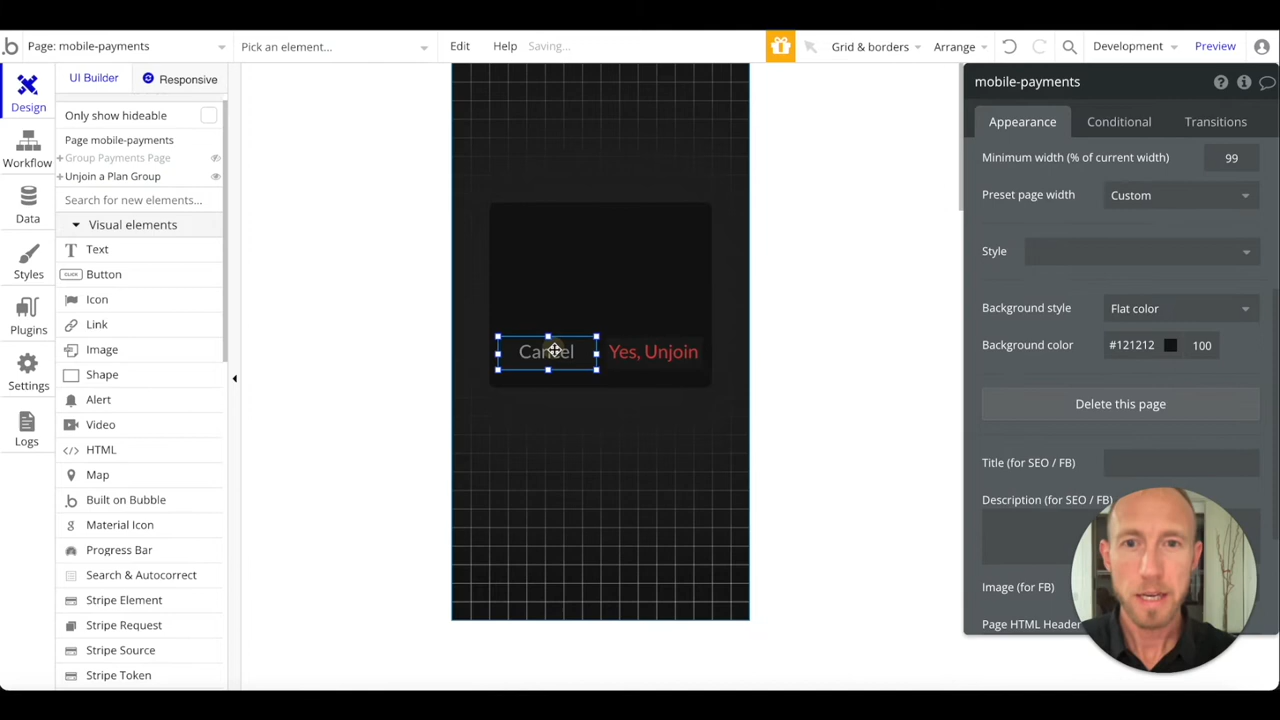 Page: mobile-payments
Pick an element...
Edit
Help
Saving...
Grid & borders
Arrange
Development
Preview
Design
Workflow
Data
Styles
Plugins
Settings
Logs
UI Builder
Responsive
Only show hideable
Page mobile-payments
Group Payments Page
Unjoin a Plan Group
Search for new elements...
Visual elements
Text
CLICK Button
Icon
Link
Image
Shape
Alert
Video
HTML
Map
Built on Bubble
Material Icon
Progress Bar
Search & Autocorrect
Stripe Element
Stripe Request
Stripe Source
Stripe Token
Cancel
Yes, Unjoin
mobile-payments
Appearance
Conditional
Transitions
Minimum width (% of current width)
99
Preset page width
Custom
Style
Background style
Flat color
Background color
#121212
100
Delete this page
Title (for SEO / FB)
Description (for SEO / FB)
Image (for FB)
Page HTML Header